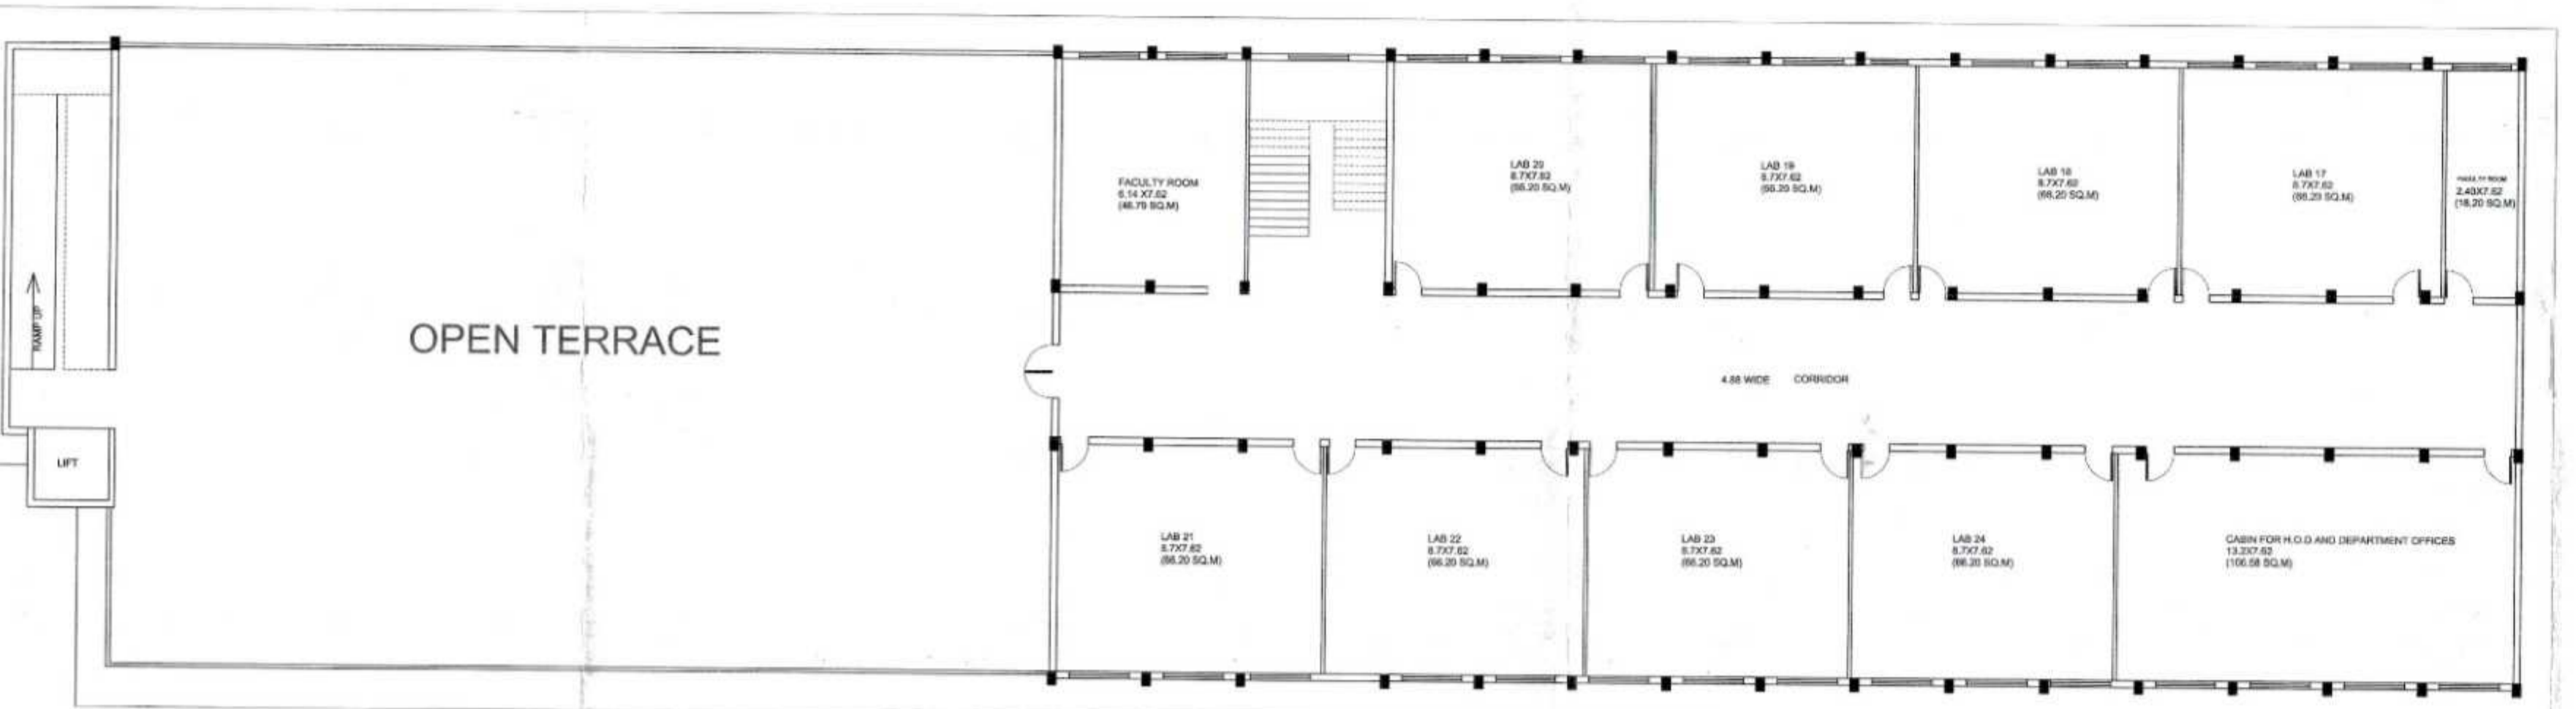 FACULTY ROOM
6.14 X7.62
(46.79 SQ.M)
LAB 20
8.7X7.62
(66.20 SQ.M)
LAB 19
8.7X7.62
(66.20 SQ.M)
LAB 18
8.7X7.62
(66.20 SQ.M)
LAB 17
8.7X7.62
(66.20 SQ.M)
FACULTY ROOM
2.40X7.62
(18.20 SQ.M)
RAMP UP
OPEN TERRACE
4.88 WIDE CORRIDOR
LIFT
LAB 21
8.7X7.62
(66.20 SQ.M)
LAB 22
8.7X7.62
(66.20 SQ.M)
LAB 23
8.7X7.62
(66.20 SQ.M)
LAB 24
8.7X7.62
(66.20 SQ.M)
CABIN FOR H.O.D AND DEPARTMENT OFFICES
13.2X7.62
(100.58 SQ.M)